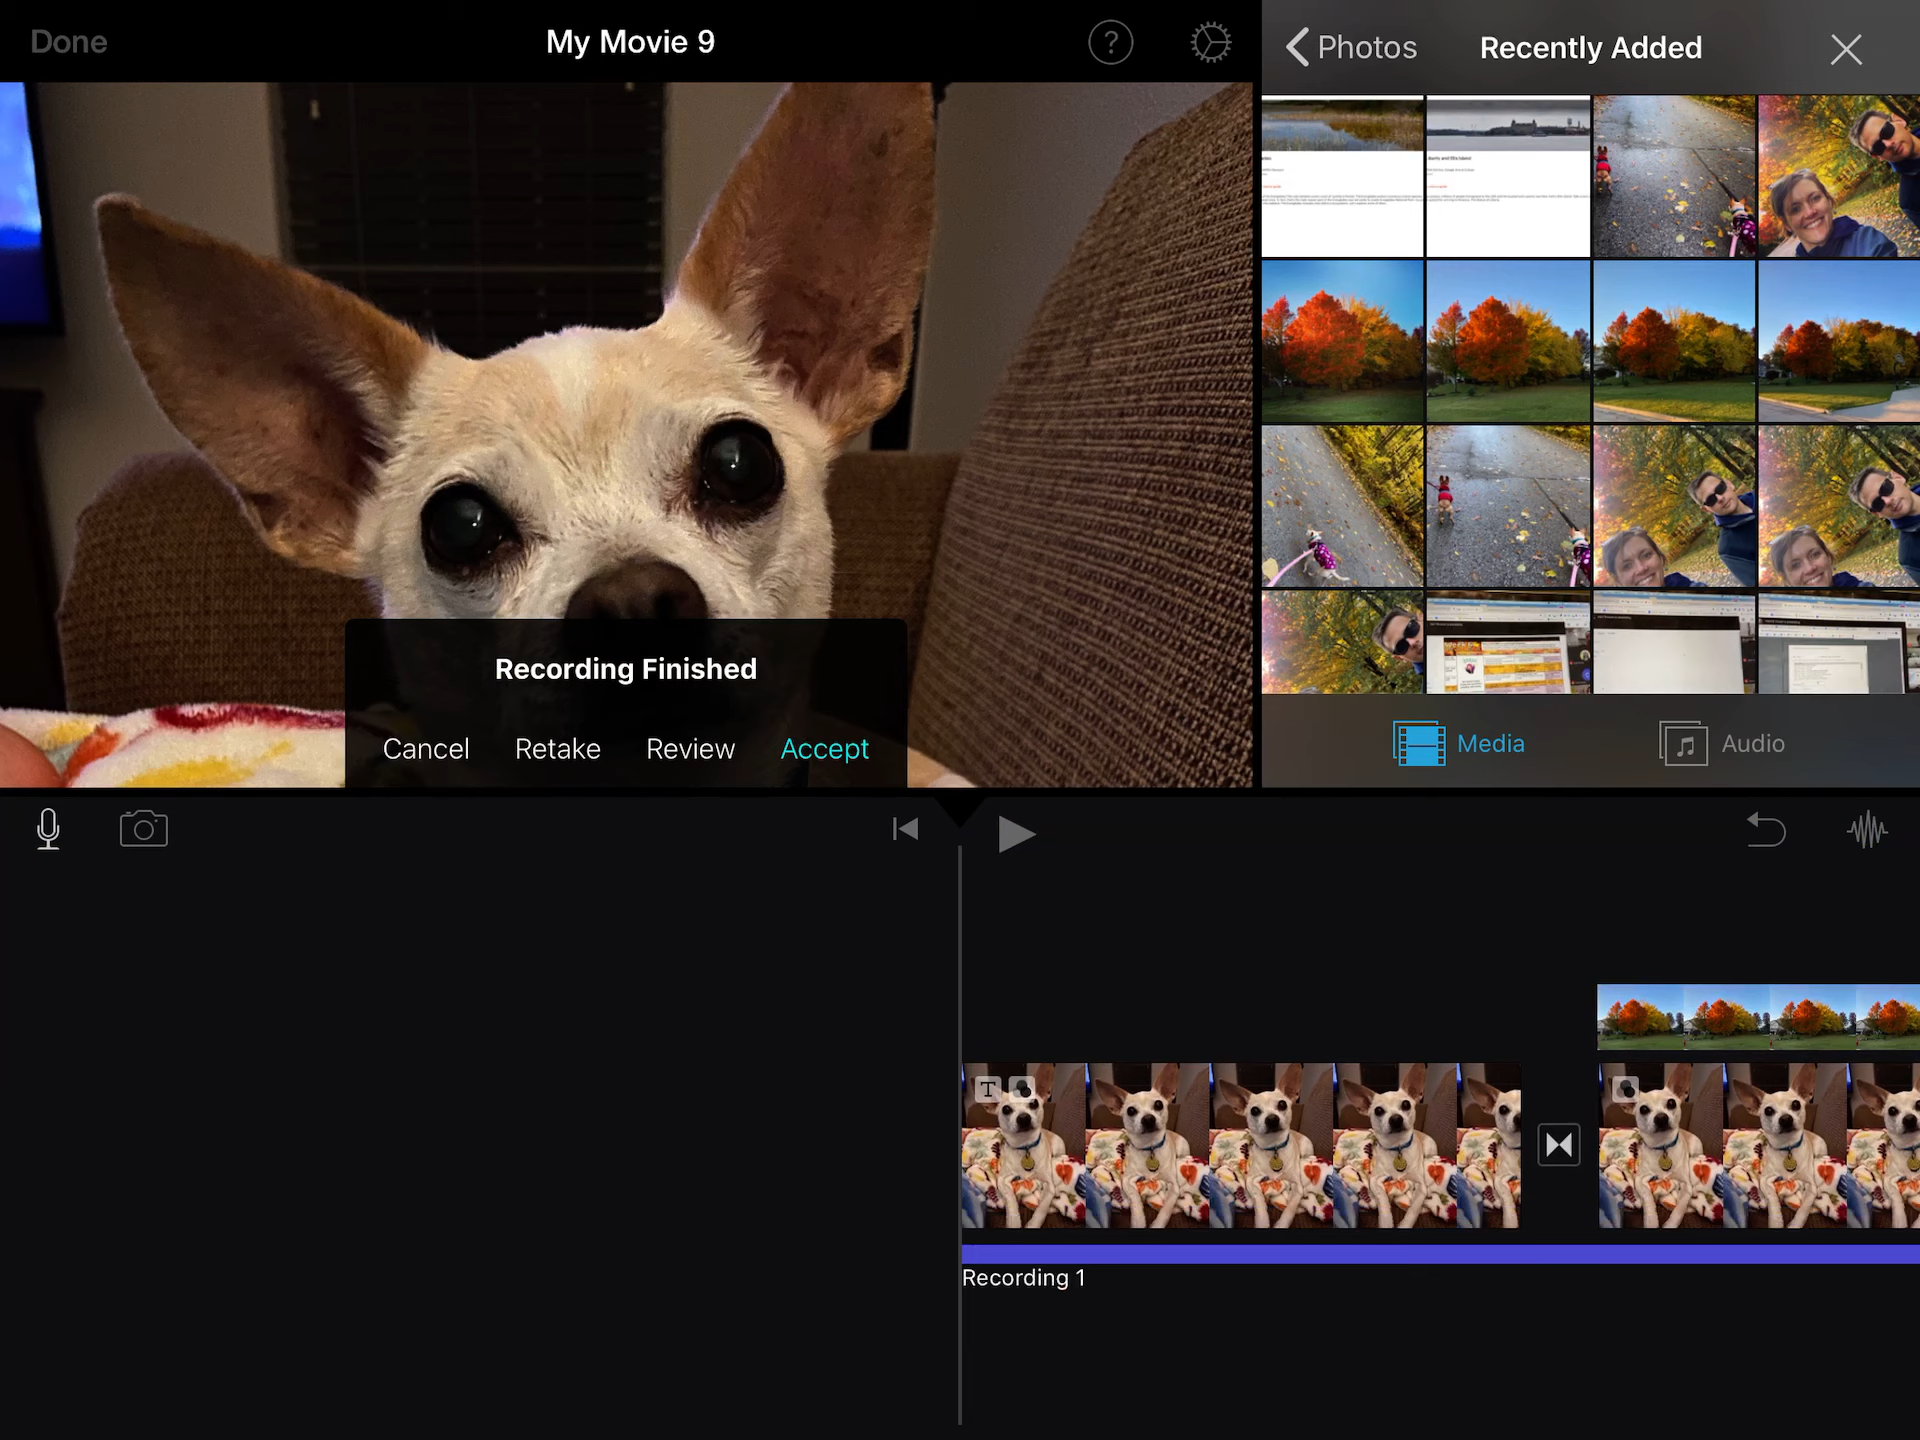 Done
My Movie 9
?
Photos
Recently Added
Recording Finished
Cancel Retake Review Accept
Media
Audio
T
Recording 1